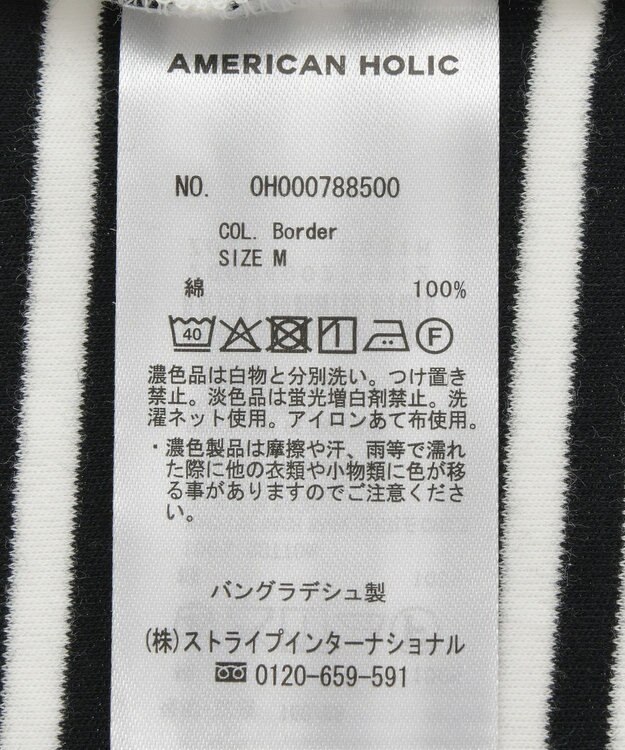 AMERICAN HOLIC
NO. 0H000788500
COL. Border
SIZE M
綿 100%
40 F
濃色品は白物と分別洗い。つけ置き
禁止。淡色品は蛍光増白剤禁止。洗
濯ネット使用。アイロンあて布使用。
・濃色製品は摩擦や汗、雨等で濡れ
た際に他の衣類や小物類に色が移
る事がありますのでご注意くださ
い。
バングラデシュ製
(株)ストライプインターナショナル
0120-659-591